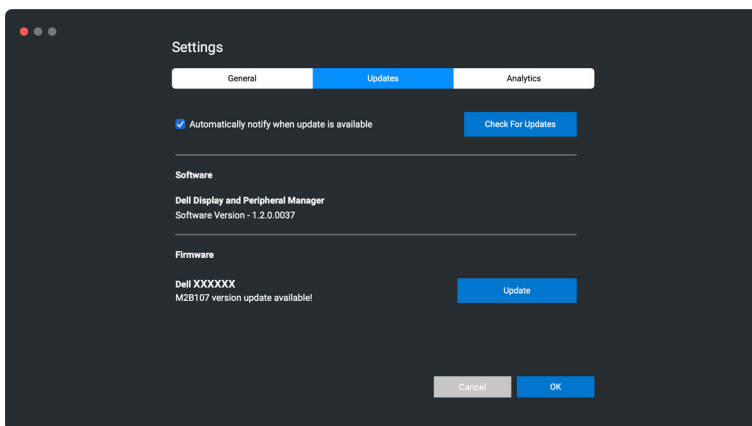 Settings
General
Updates
Analytics
Automatically notify when update is available
Check For Updates
Software
Dell Display and Peripheral Manager
Software Version - 1.2.0.0037
Firmware
Dell XXXXXX
M2B107 version update available!
Update
Cancel
OK